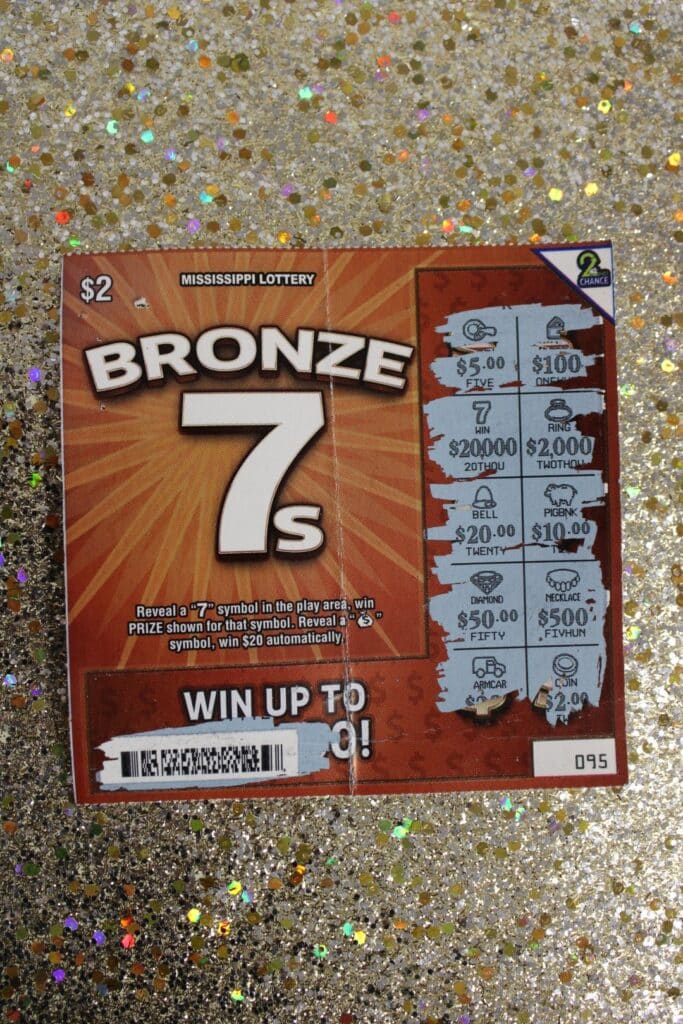 $2
MISSISSIPPI LOTTERY
2nd
CHANCE
BRONZE
7s
Reveal a "7" symbol in the play area, win
PRIZE shown for that symbol. Reveal a "
"
symbol, win $20 automatically.
WIN UP TO
0!
$5.00
FIVE
$100
7
WIN
$20000
20THOU
RING
$2,000
TWOTHOU
BELL
$20.00
TWENTY
PIGBNK
$10.00
DIAMOND
$50.00
FIFTY
NECKLACE
$500
FIVHUN
ARMCAR
COIN
$2.00
095